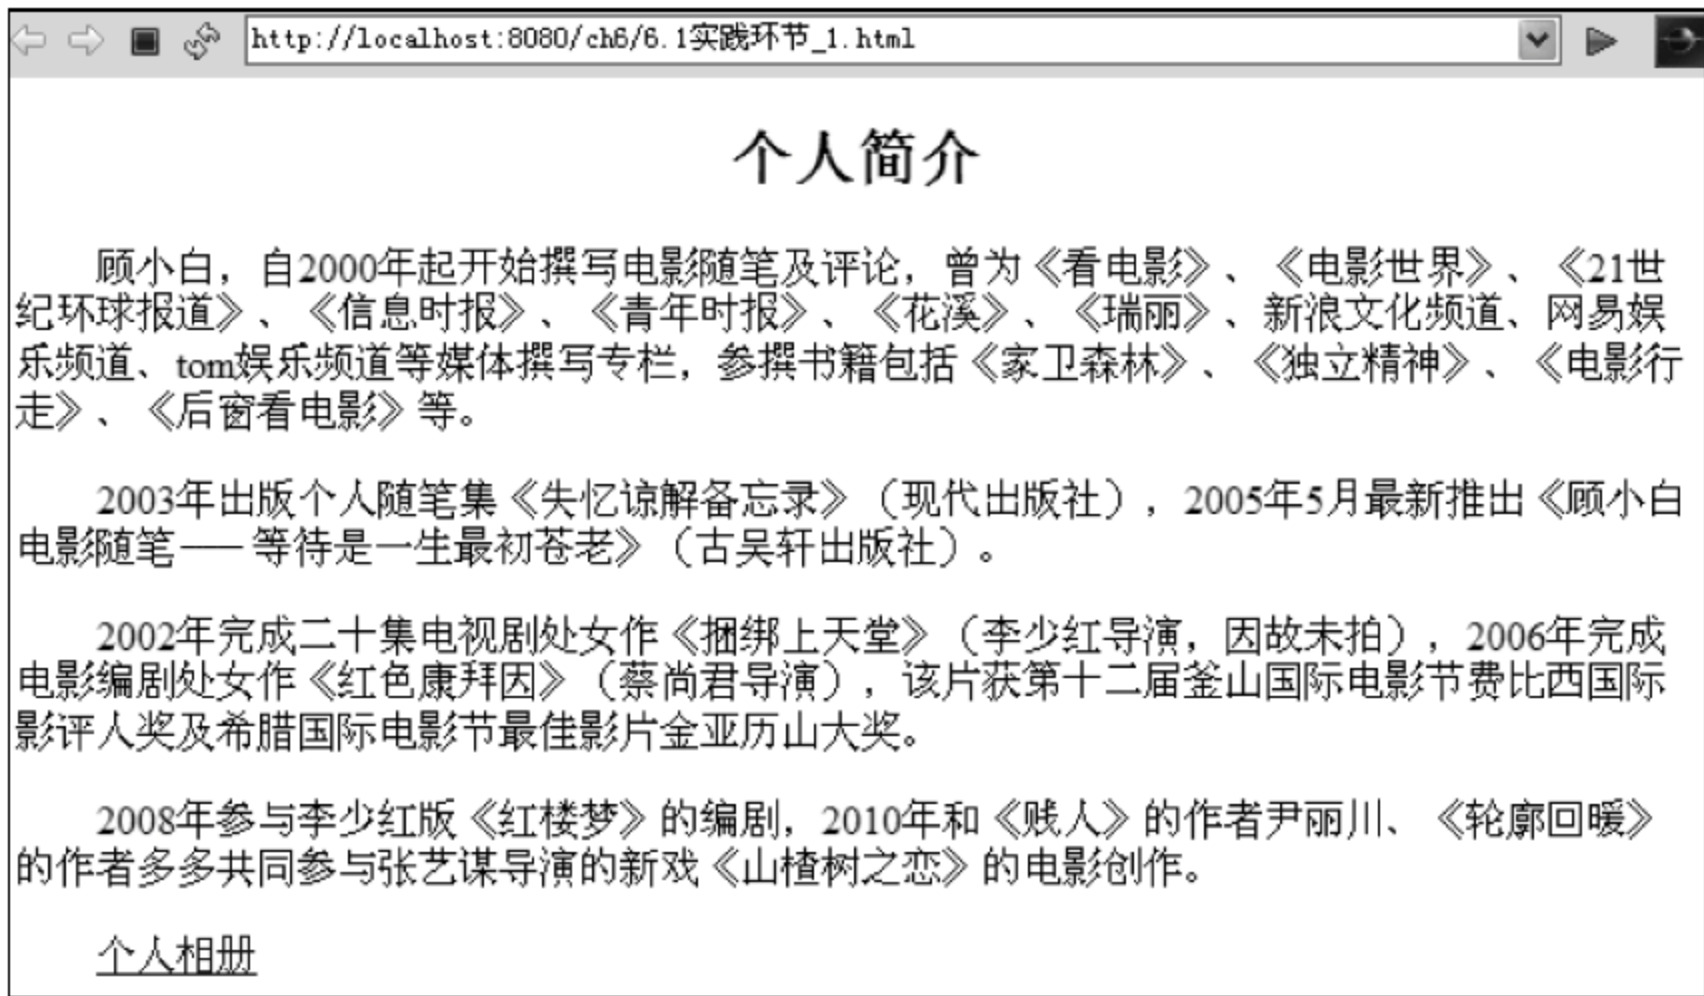 http://localhost:8080/ch6/6.1实践环节_1.html
个人简介
顾小白，自2000年起开始撰写电影随笔及评论，曾为《看电影》、《电影世界》、《21世
纪环球报道》、《信息时报》、《青年时报》、《花溪》、《瑞丽》、新浪文化频道、网易娱
乐频道、tom娱乐频道等媒体撰写专栏，参撰书籍包括《家卫森林》、《独立精神》、《电影行
走》、《后窗看电影》等。
2003年出版个人随笔集《失忆谅解备忘录》（现代出版社），2005年5月最新推出《顾小白
电影随笔——等待是一生最初苍老》（古吴轩出版社）。
2002年完成二十集电视剧处女作《捆绑上天堂》（李少红导演，因故未拍），2006年完成
电影编剧处女作《红色康拜因》（蔡尚君导演），该片获第十二届釜山国际电影节费比西国际
影评人奖及希腊国际电影节最佳影片金亚历山大奖。
2008年参与李少红版《红楼梦》的编剧，2010年和《贱人》的作者尹丽川、《轮廓回暖》
的作者多多共同参与张艺谋导演的新戏《山楂树之恋》的电影创作。
个人相册